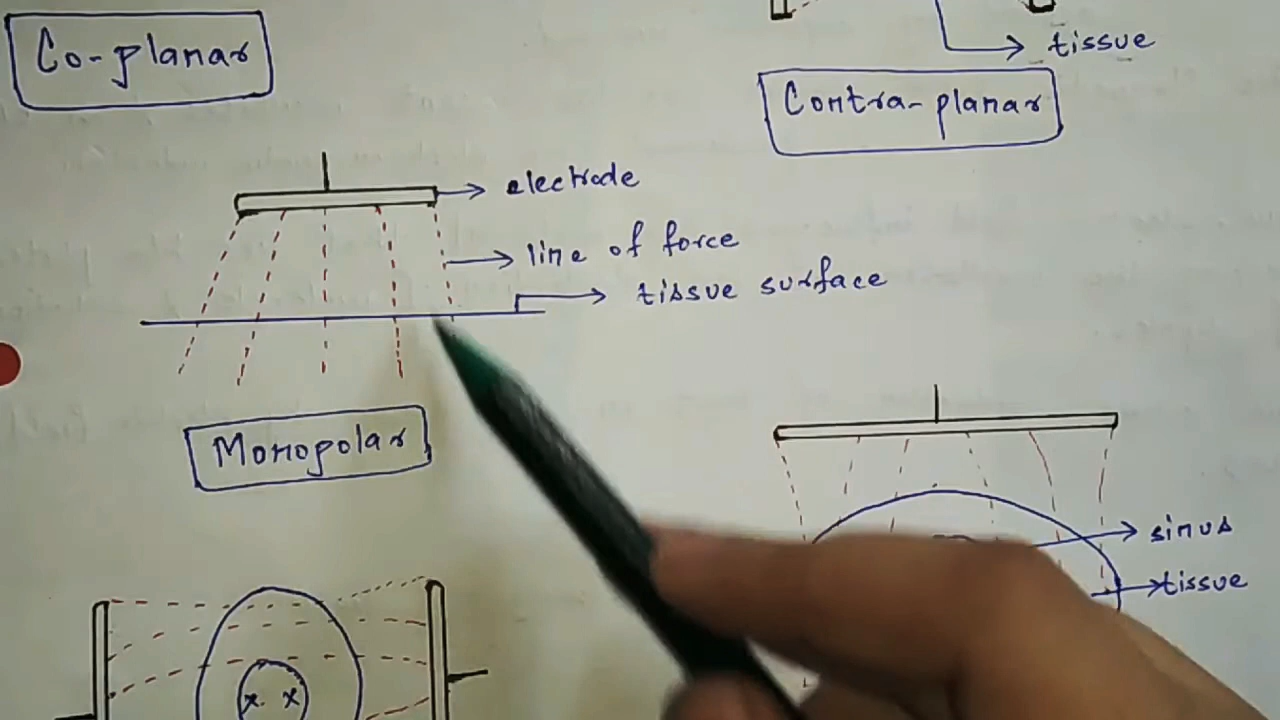 Co-planar
tissue
Contra-planar
electrode
line of force
tissue surface
Monopolar
sinus
tissue
x. x